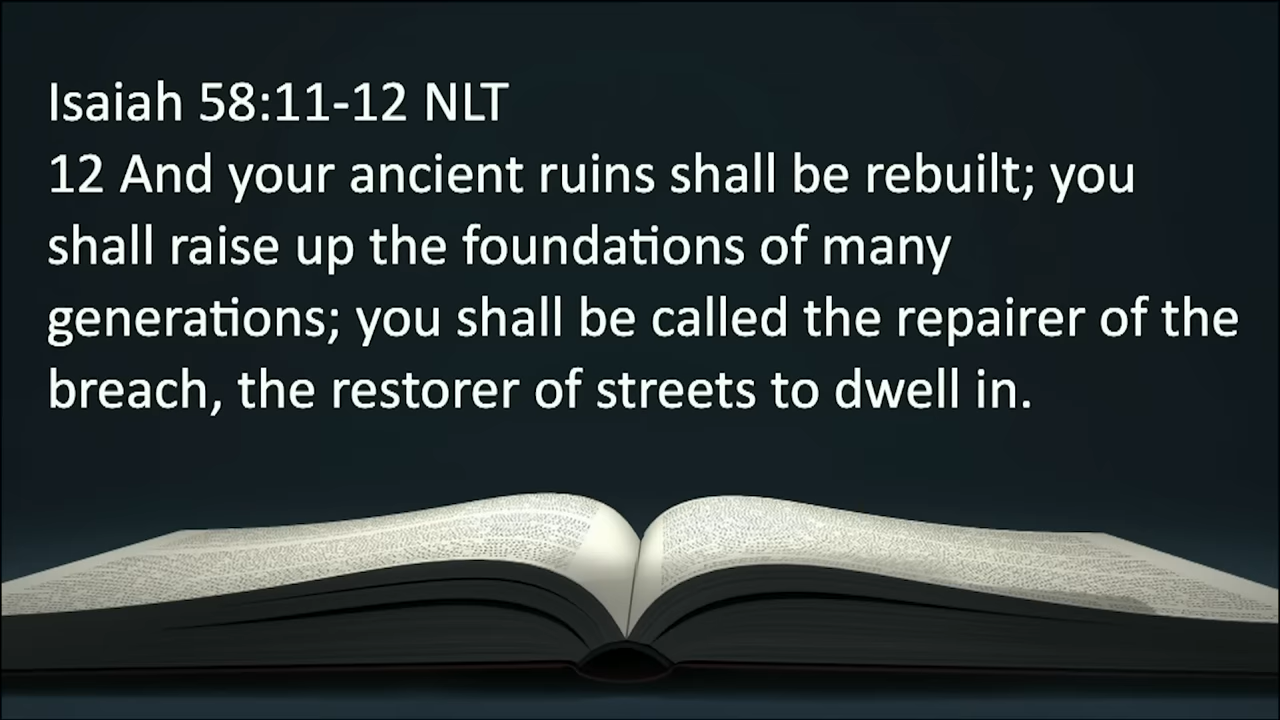 Isaiah 58:11-12 NLT
12 And your ancient ruins shall be rebuilt; you
shall raise up the foundations of many
generations; you shall be called the repairer of the
breach, the restorer of streets to dwell in.